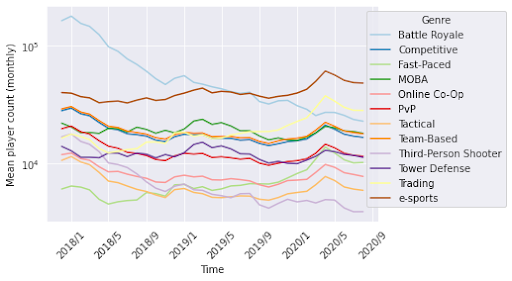 Genre
Battle Royale
Competitive
Fast-Paced
MOBA
Online Co-Op
PvP
Tactical
Team-Based
Third-Person Shooter
Tower Defense
Trading
e-sports
Mean player count (monthly)
10^5
10^4
2018/1
2018/5
2018/9
2019/1
2019/5
2019/9
2020/1
2020/5
2020/9
Time